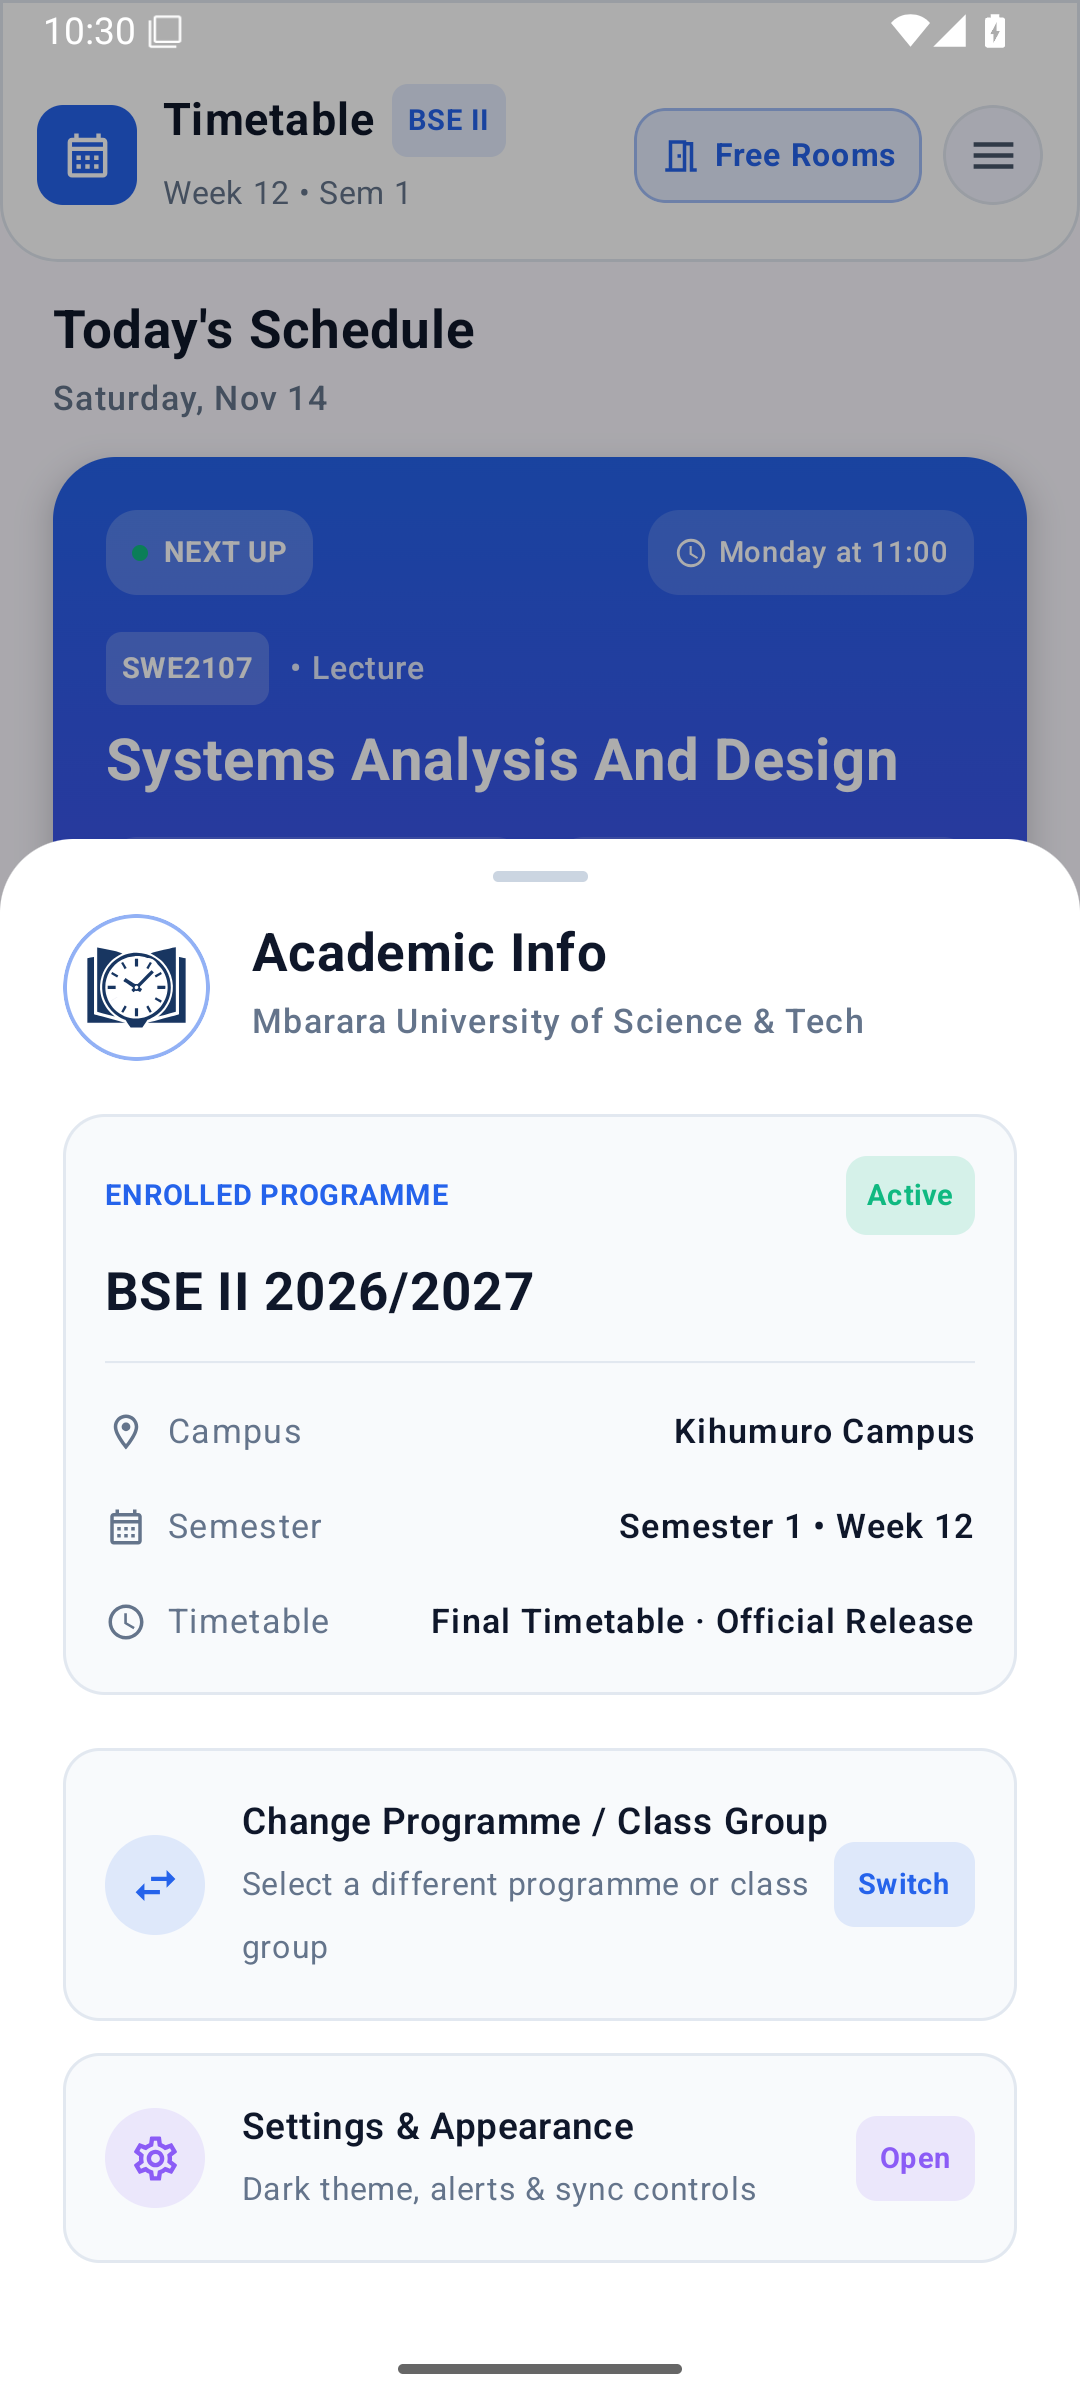 10:30
Timetable
BSE II
Week 12 • Sem 1
Free Rooms
Today's Schedule
Saturday, Nov 14
NEXT UP
Monday at 11:00
SWE2107
• Lecture
Systems Analysis And Design
Academic Info
Mbarara University of Science & Tech
ENROLLED PROGRAMME
Active
BSE II 2026/2027
Campus
Kihumuro Campus
Semester
Semester 1 • Week 12
Timetable
Final Timetable · Official Release
Change Programme / Class Group
Select a different programme or class
group
Switch
Settings & Appearance
Dark theme, alerts & sync controls
Open